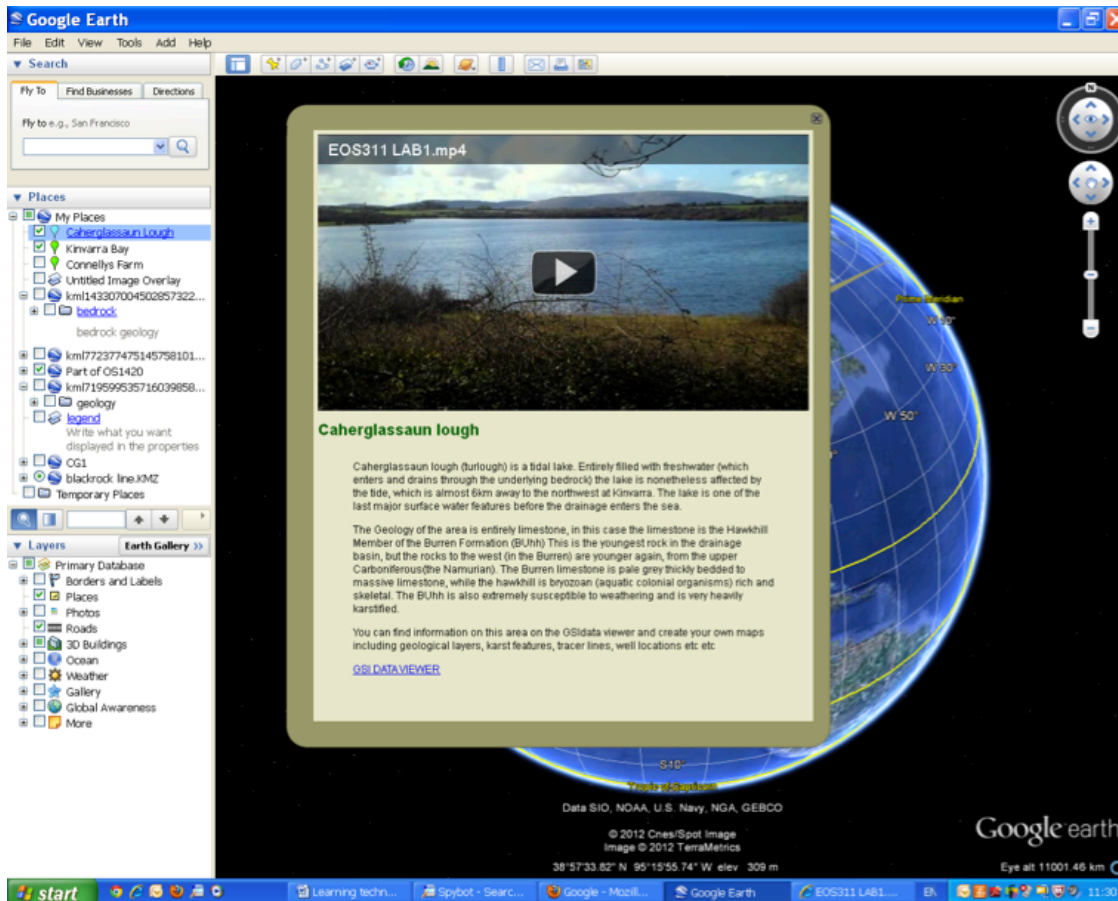 Google Earth
File Edit View Tools Add Help
Search
Fly To Find Businesses Directions
Fly to e.g., San Francisco
Places
My Places
Caherglassaun Lough
Kinvarra Bay
Connellys Farm
Untitled Image Overlay
kml143307004502857322...
bedrock
bedrock geology
kml772377475145758101...
Part of OS1420
kml719599535716039858...
geology
legend
Write what you want
displayed in the properties
CG1
blackrock line.KMZ
Temporary Places
Layers Earth Gallery »
Primary Database
Borders and Labels
Places
Photos
Roads
3D Buildings
Ocean
Weather
Gallery
Global Awareness
More
EOS311 LAB1.mp4
Caherglassaun lough
Caherglassaun lough (turlough) is a tidal lake. Entirely filled with freshwater (which
enters and drains through the underlying bedrock) the lake is nonetheless affected by
the tide, which is almost 6km away to the northwest at Kinvarra. The lake is one of the
last major surface water features before the drainage enters the sea.
The Geology of the area is entirely limestone, in this case the limestone is the Hawkhill
Member of the Burren Formation (BUhh) This is the youngest rock in the drainage
basin, but the rocks to the west (in the Burren) are younger again, from the upper
Carboniferous(the Namurian). The Burren limestone is pale grey thickly bedded to
massive limestone, while the hawkhill is bryozoan (aquatic colonial organisms) rich and
skeletal. The BUhh is also extremely susceptible to weathering and is very heavily
karstified.
You can find information on this area on the GSIdata viewer and create your own maps
including geological layers, karst features, tracer lines, well locations etc etc
GSI DATA VIEWER
N
Prime Meridian
W 10°
W 30°
W 50°
S10°
Tropic of Capricorn
Data SIO, NOAA, U.S. Navy, NGA, GEBCO
© 2012 Cnes/Spot Image
Image © 2012 TerraMetrics
38°57'33.82" N 95°15'55.74" W elev 309 m
Google earth
Eye alt 11001.46 km
start
Learning techn...
Spybot - Searc...
Google - Mozill...
Google Earth
EOS311 LAB1....
EN
11:30